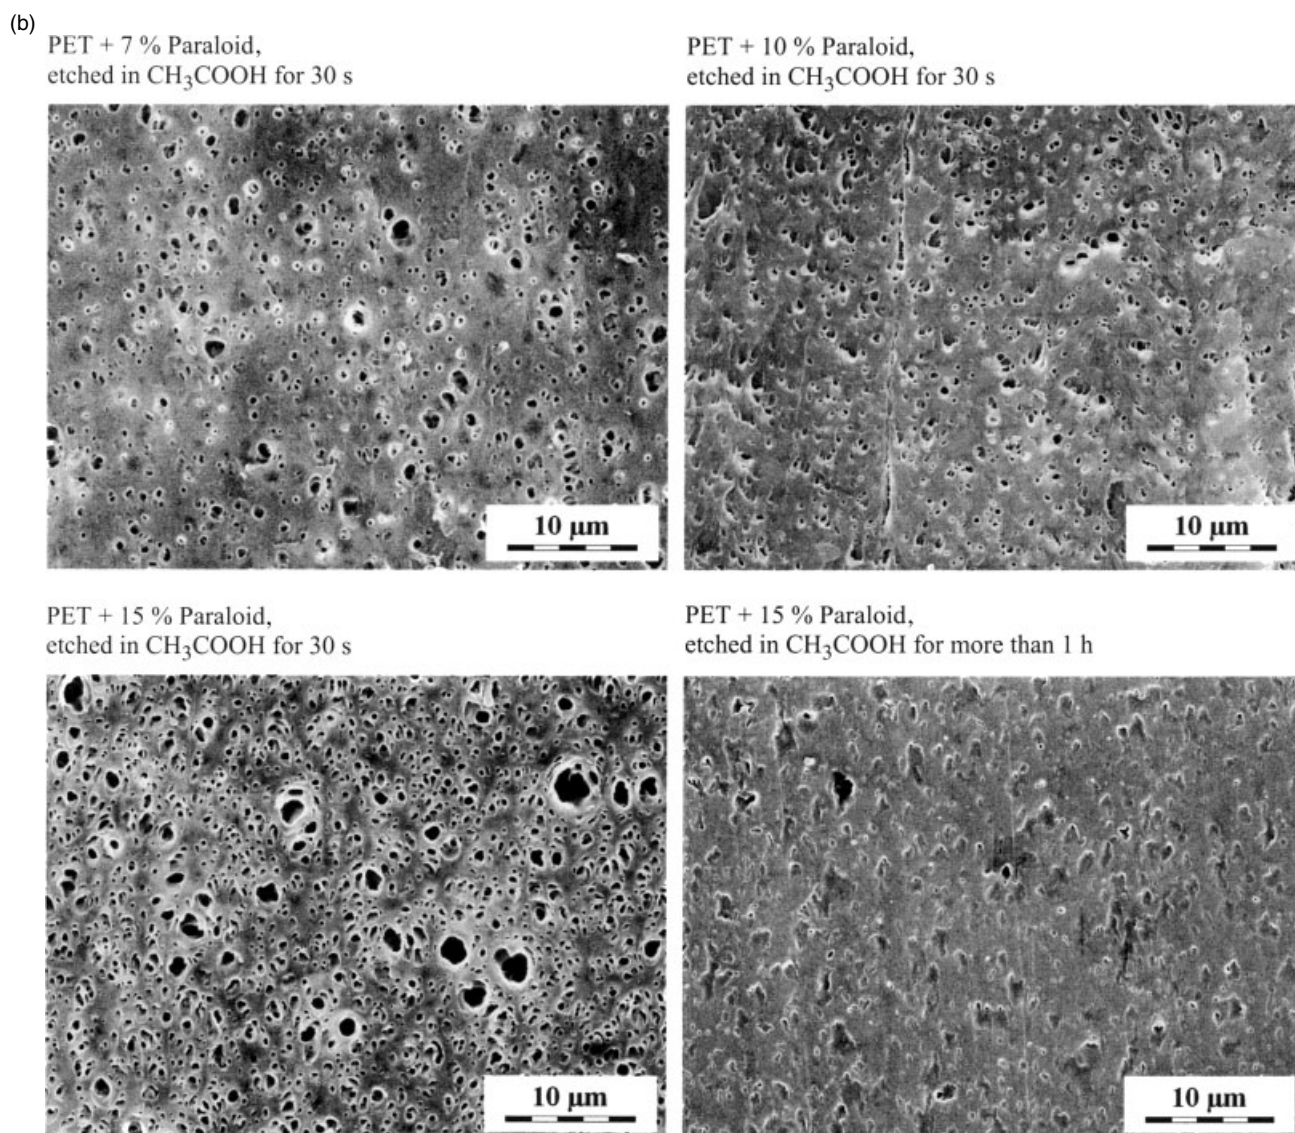 (b)
PET + 7 % Paraloid,
etched in CH₃COOH for 30 s
PET + 10 % Paraloid,
etched in CH₃COOH for 30 s
10 μm
10 μm
PET + 15 % Paraloid,
etched in CH₃COOH for 30 s
PET + 15 % Paraloid,
etched in CH₃COOH for more than 1 h
10 μm
10 μm